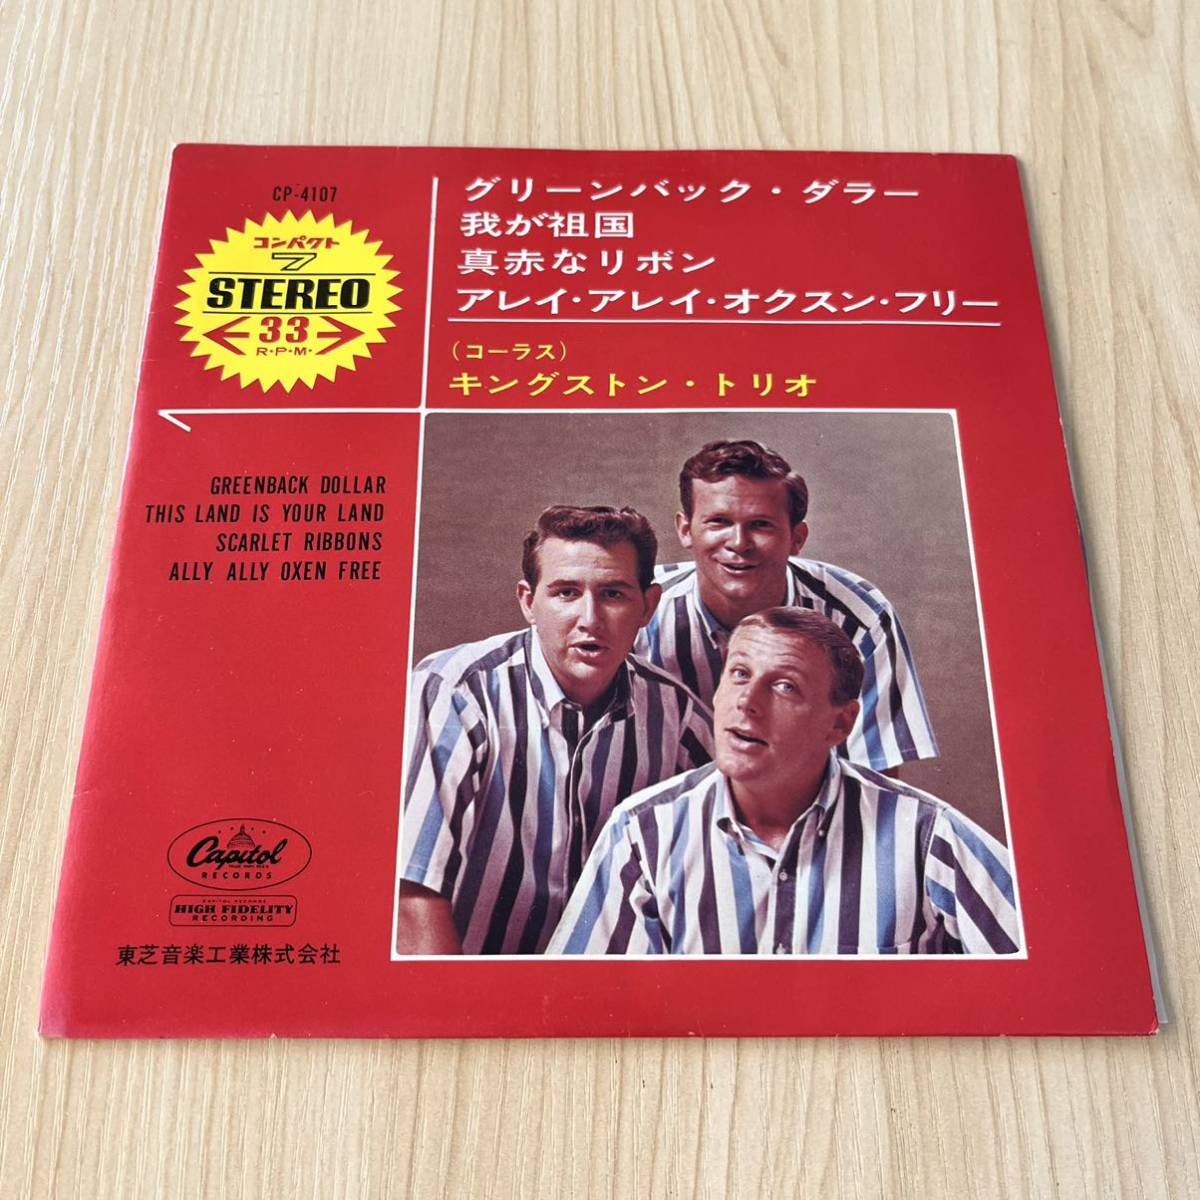 CP-4107
コンパクト
7
STEREO
33
R・P・M・
グリーンバック・ダラー
我が祖国
真赤なリボン
アレイ・アレイ・オクスン・フリー
(コーラス)
キングストン・トリオ
GREENBACK DOLLAR
THIS LAND IS YOUR LAND
SCARLET RIBBONS
ALLY ALLY OXEN FREE
Capitol
RECORDS
CAPITOL RECORDS
HIGH FIDELITY
RECORDING
東芝音楽工業株式会社